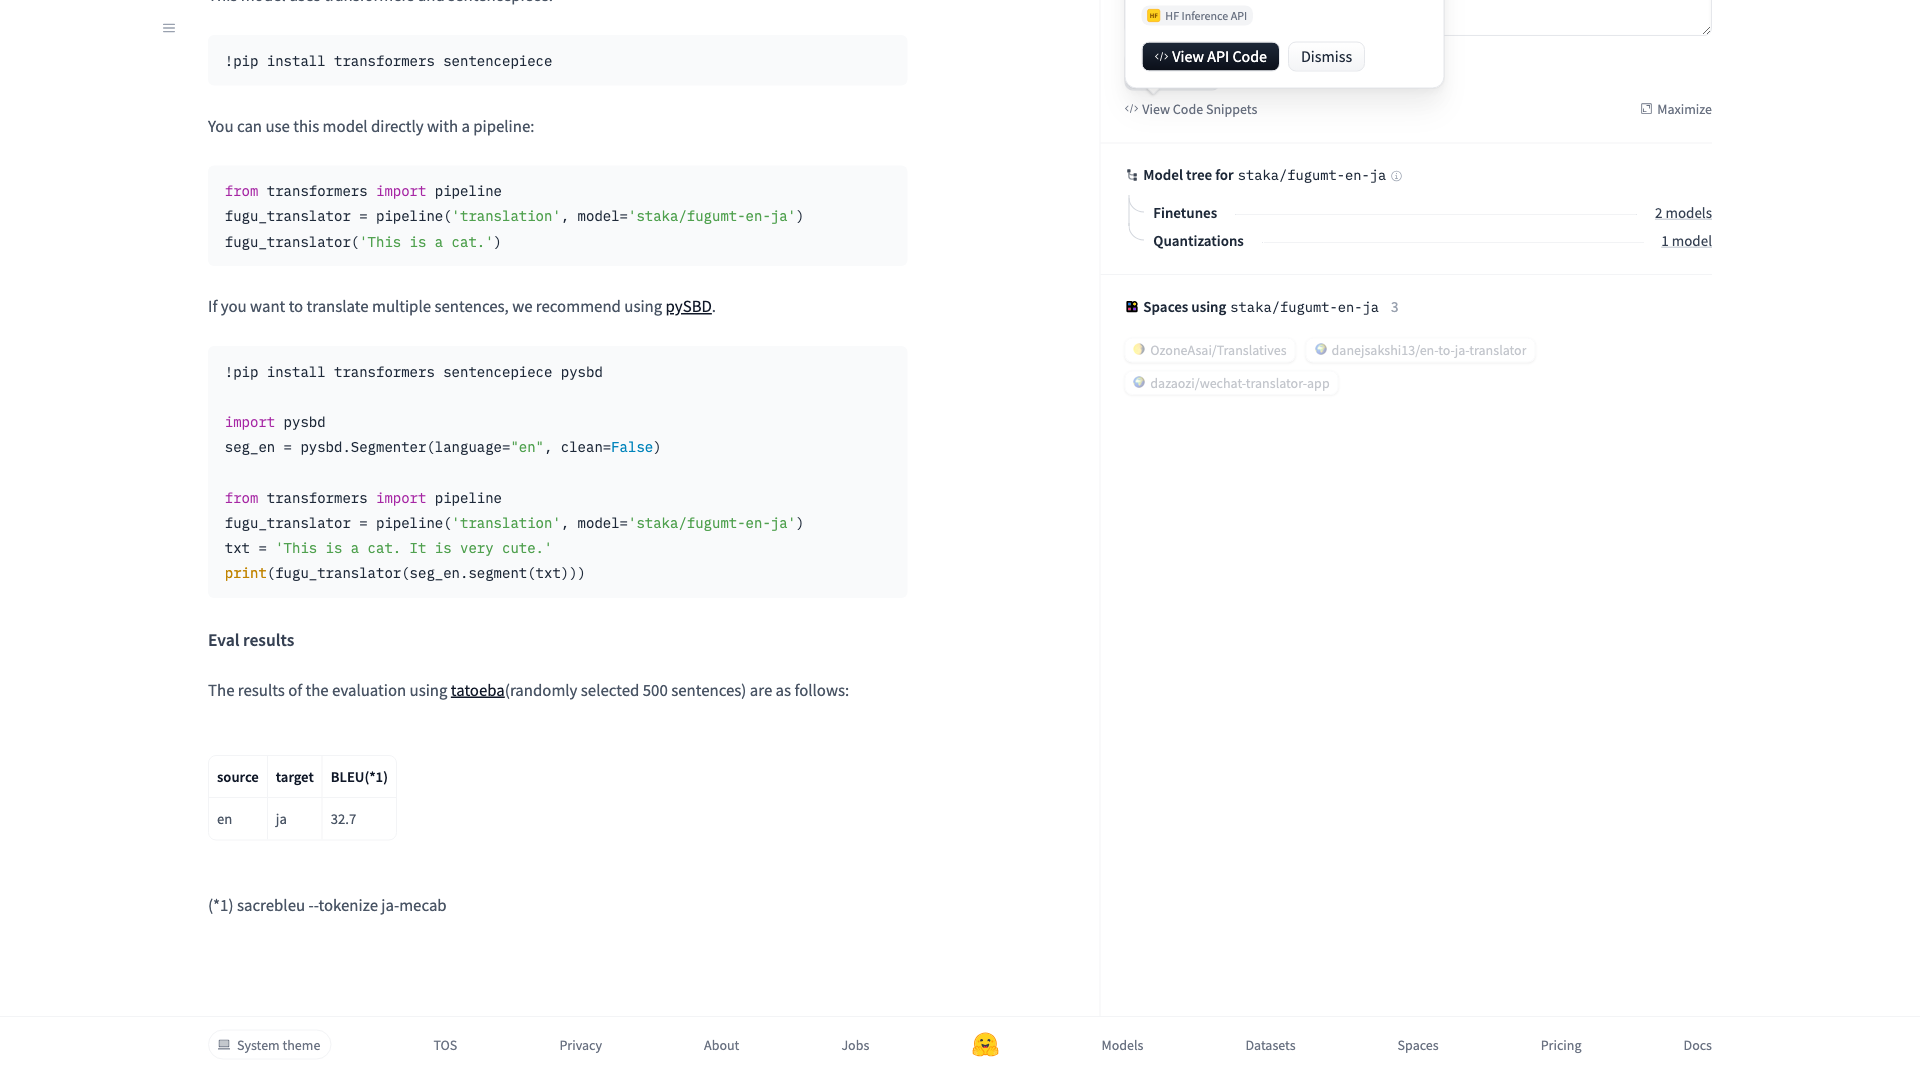 !pip install transformers sentencepiece
You can use this model directly with a pipeline:
from transformers import pipeline
fugu_translator = pipeline('translation', model='staka/fugumt-en-ja')
fugu_translator('This is a cat.')
If you want to translate multiple sentences, we recommend using pySBD.
!pip install transformers sentencepiece pysbd
import pysbd
seg_en = pysbd.Segmenter(language="en", clean=False)
from transformers import pipeline
fugu_translator = pipeline('translation', model='staka/fugumt-en-ja')
txt = 'This is a cat. It is very cute.'
print(fugu_translator(seg_en.segment(txt)))
Eval results
The results of the evaluation using tatoeba(randomly selected 500 sentences) are as follows:
source target BLEU(*1)
en ja 32.7
(*1) sacrebleu --tokenize ja-mecab
HF HF Inference API
</> View API Code Dismiss
</> View Code Snippets Maximize
Model tree for staka/fugumt-en-ja
Finetunes 2 models
Quantizations 1 model
Spaces using staka/fugumt-en-ja 3
OzoneAsai/Translatives danejsakshi13/en-to-ja-translator
dazaozi/wechat-translator-app
System theme TOS Privacy About Jobs Models Datasets Spaces Pricing Docs